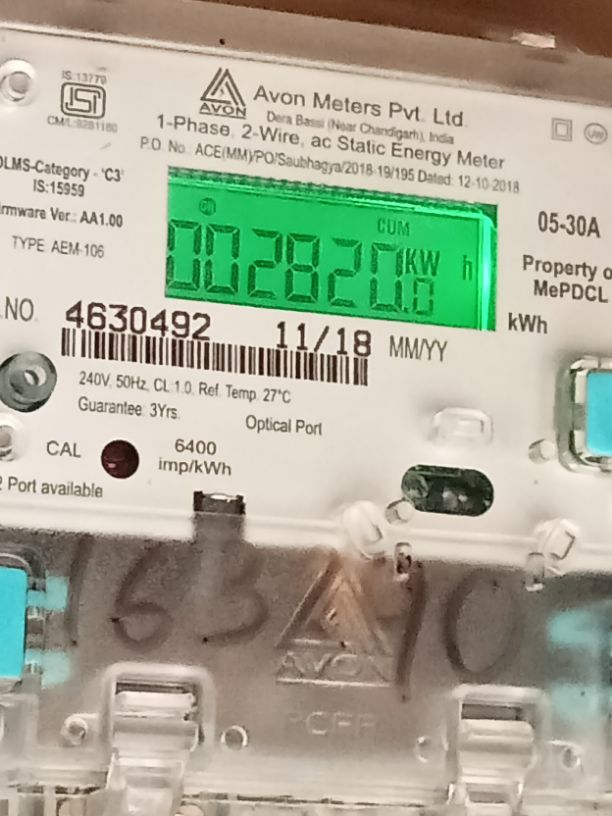 IS:13779
CM/L:9281180
AVON
Avon Meters Pvt. Ltd.
Dera Bassi (Near Chandigarh), India
1-Phase, 2-Wire, ac Static Energy Meter
P.O. No.: ACE(MM)/PO/Saubhagya/2018-19/195 Dated: 12-10-2018
DLMS-Category - 'C3'
IS:15959
Firmware Ver.: AA1.00
TYPE AEM-106
CUM
002820.0 KW h
05-30A
Property of
MePDCL
kWh
.NO. 4630492 11/18 MM/YY
240V, 50Hz, CL:1.0, Ref. Temp. 27°C
Guarantee: 3Yrs.
Optical Port
CAL
6400
imp/kWh
Port available
163
10
AVON